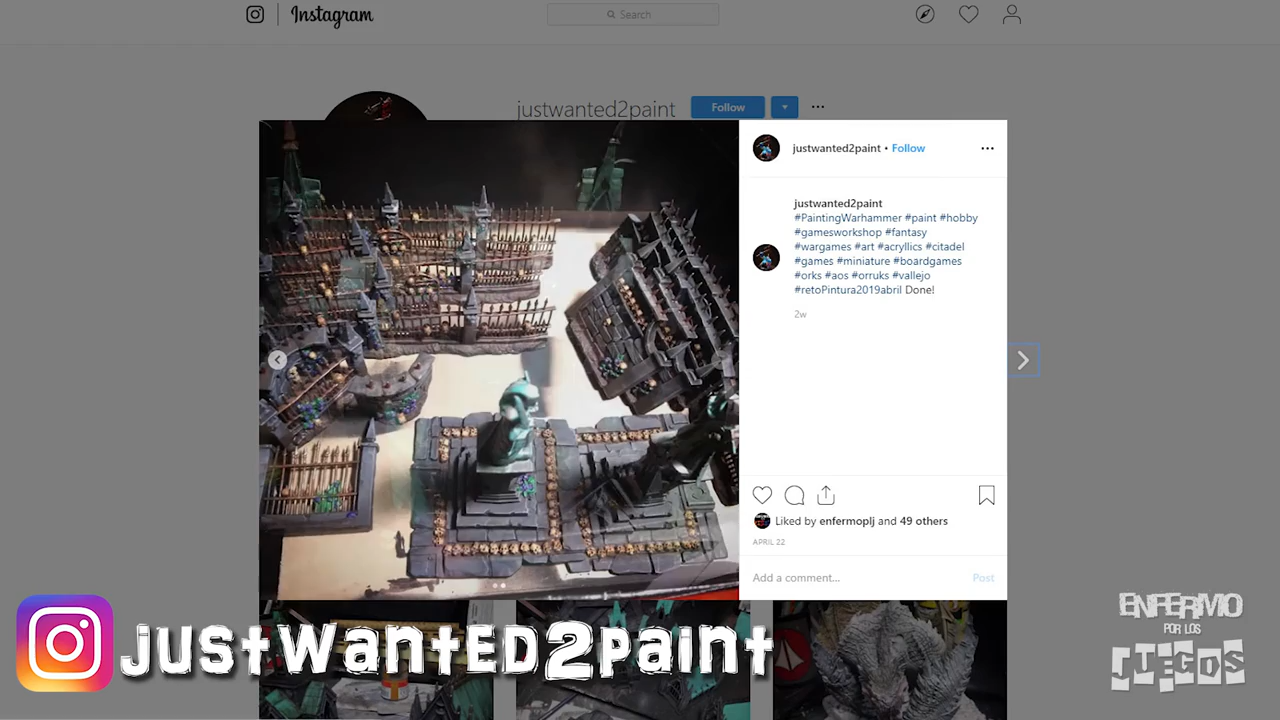 Instagram
Search
justwanted2paint
Follow
justwanted2paint • Follow
justwanted2paint
#PaintingWarhammer #paint #hobby
#gamesworkshop #fantasy
#wargames #art #acryllics #citadel
#games #miniature #boardgames
#orks #aos #orruks #vallejo
#retoPintura2019abril Done!
2w
Liked by enfermoplj and 49 others
APRIL 22
Add a comment...
Post
JUSTWANTED2PAINT
ENFERMO
POR LOS
JUEGOS